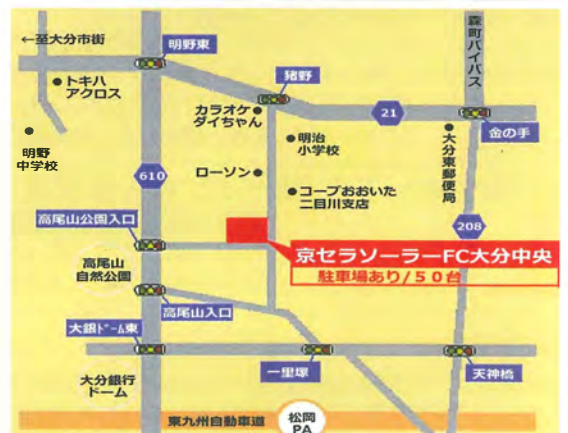 ←至大分市街
明野東
森町バイパス
トキハ
アクロス
猪野
カラオケ
ダイちゃん
21
金の手
明野
中学校
明治
小学校
大分東郵便局
ローソン
610
コープおおいた
二目川支店
高尾山公園入口
208
京セラソーラーFC大分中央
駐車場あり/50台
高尾山
自然公園
高尾山入口
大銀ドーム東
一里塚
天神橋
大分銀行
ドーム
東九州自動車道
松岡
PA